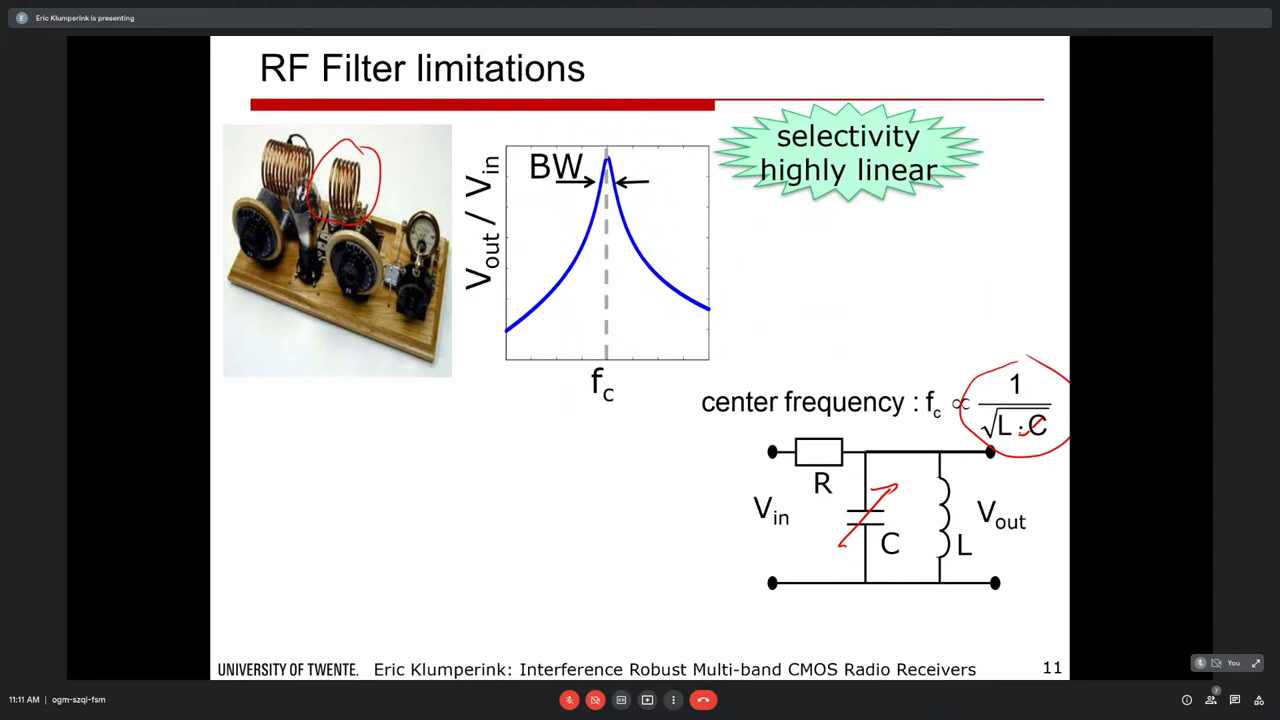 Eric Klumperink is presenting
E
RF Filter limitations
selectivity
highly linear
BW
Vout / Vin
fc
center frequency : fc ∝ 1 / √L · C
R
Vin
C
L
Vout
UNIVERSITY OF TWENTE. Eric Klumperink: Interference Robust Multi-band CMOS Radio Receivers 11
You
11:11 AM ogm-szqi-fsm
7